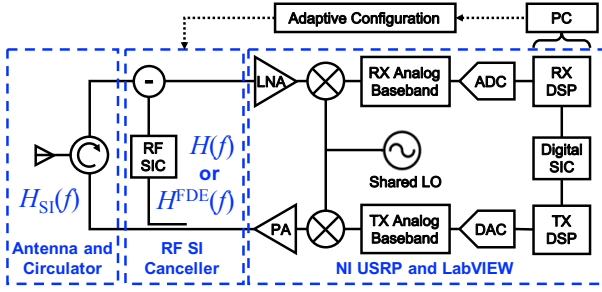 Adaptive Configuration
PC
-
LNA
RX Analog
Baseband
ADC
RX
DSP
RF
SIC
H(f)
or
H^FDE(f)
H_SI(f)
Shared LO
Digital
SIC
PA
TX Analog
Baseband
DAC
TX
DSP
Antenna and
Circulator
RF SI
Canceller
NI USRP and LabVIEW